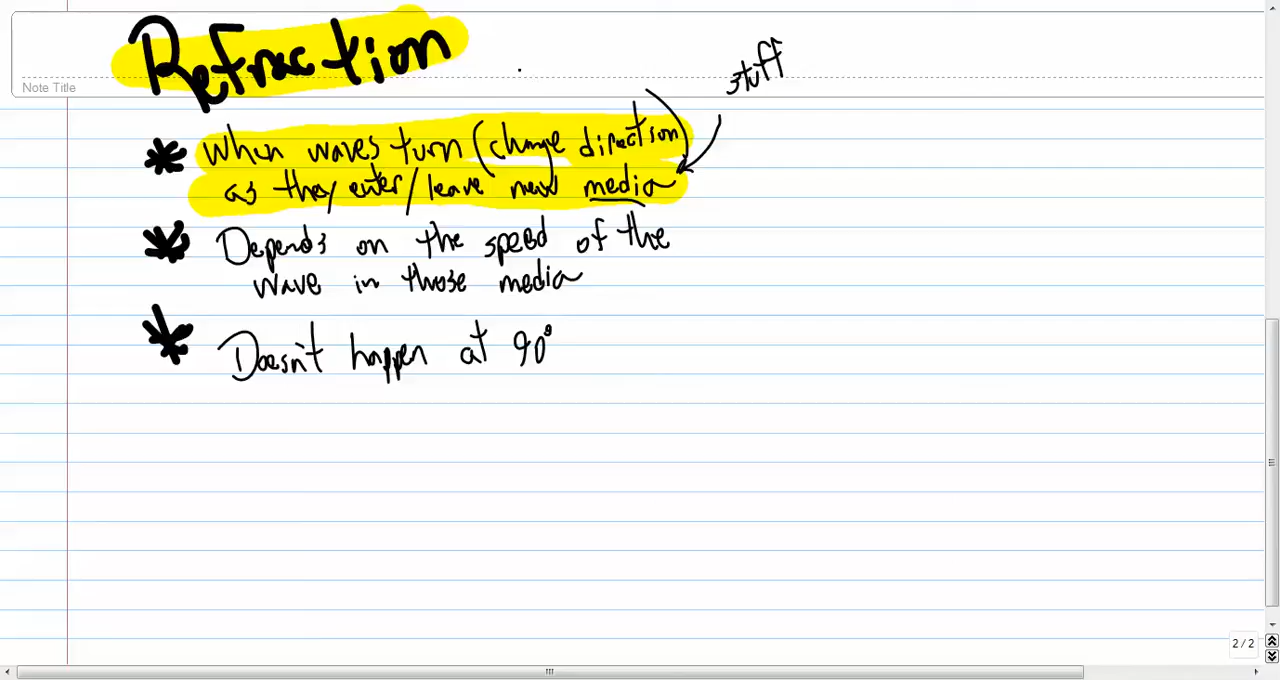 Refraction
stuff
Note Title
When waves turn (change direction)
as they enter/leave new media
Depends on the speed of the
wave in those media
Doesn't happen at 90°
2 / 2